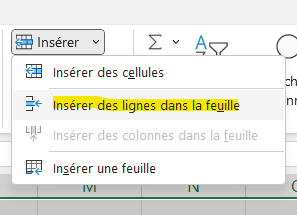 Insérer
Insérer des cellules
Insérer des lignes dans la feuille
Insérer des colonnes dans la feuille
Insérer une feuille
M
N